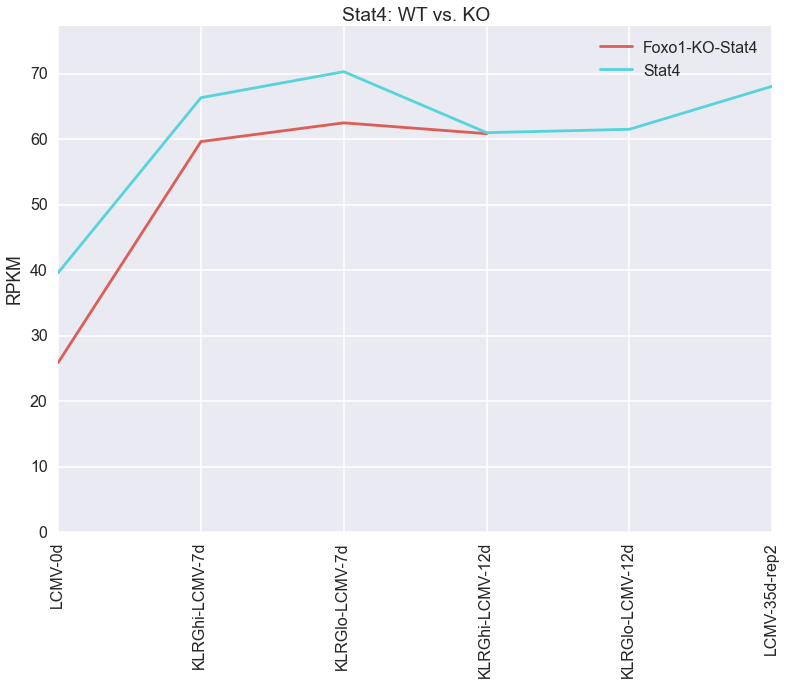 Stat4: WT vs. KO
Foxo1-KO-Stat4
Stat4
RPKM
70
60
50
40
30
20
10
0
LCMV-0d
KLRGhi-LCMV-7d
KLRGlo-LCMV-7d
KLRGhi-LCMV-12d
KLRGlo-LCMV-12d
LCMV-35d-rep2